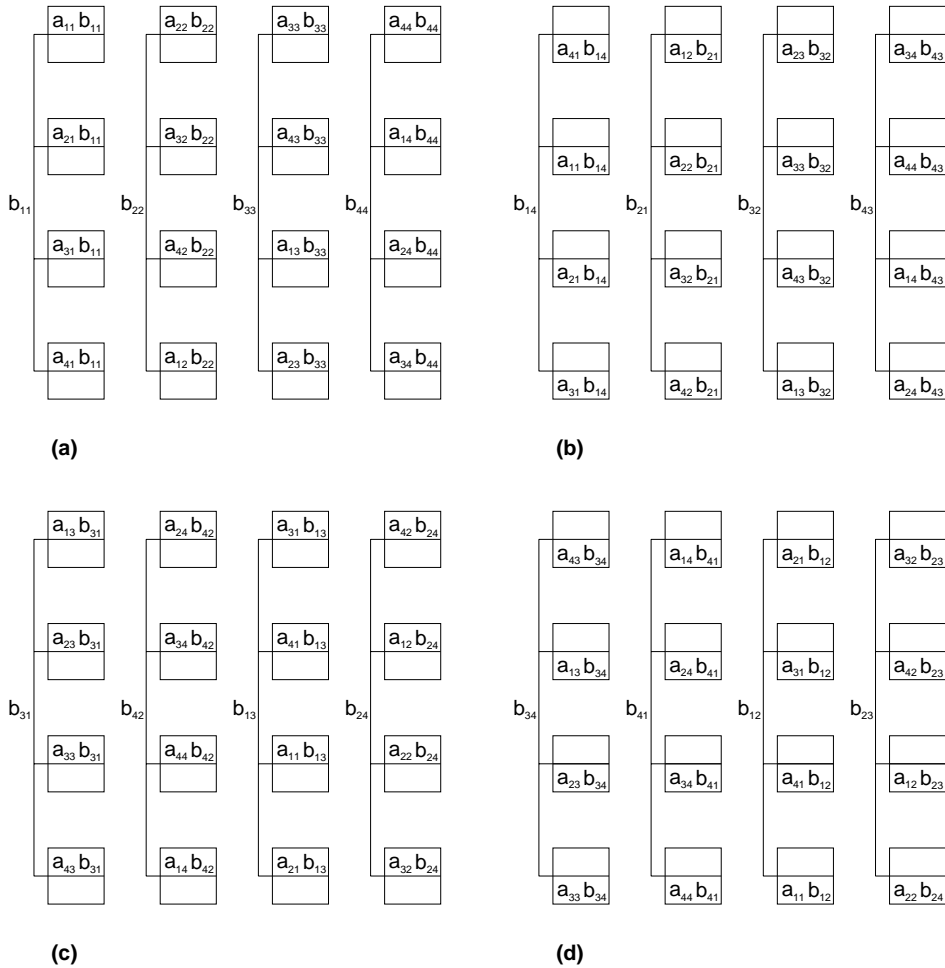 a₁₁ b₁₁ a₂₂ b₂₂ a₃₃ b₃₃ a₄₄ b₄₄
a₂₁ b₁₁ a₃₂ b₂₂ a₄₃ b₃₃ a₁₄ b₄₄
b₁₁ b₂₂ b₃₃ b₄₄
a₃₁ b₁₁ a₄₂ b₂₂ a₁₃ b₃₃ a₂₄ b₄₄
a₄₁ b₁₁ a₁₂ b₂₂ a₂₃ b₃₃ a₃₄ b₄₄
(a)
a₄₁ b₁₄ a₁₂ b₂₁ a₂₃ b₃₂ a₃₄ b₄₃
a₁₁ b₁₄ a₂₂ b₂₁ a₃₃ b₃₂ a₄₄ b₄₃
b₁₄ b₂₁ b₃₂ b₄₃
a₂₁ b₁₄ a₃₂ b₂₁ a₄₃ b₃₂ a₁₄ b₄₃
a₃₁ b₁₄ a₄₂ b₂₁ a₁₃ b₃₂ a₂₄ b₄₃
(b)
a₁₃ b₃₁ a₂₄ b₄₂ a₃₁ b₁₃ a₄₂ b₂₄
a₂₃ b₃₁ a₃₄ b₄₂ a₄₁ b₁₃ a₁₂ b₂₄
b₃₁ b₄₂ b₁₃ b₂₄
a₃₃ b₃₁ a₄₄ b₄₂ a₁₁ b₁₃ a₂₂ b₂₄
a₄₃ b₃₁ a₁₄ b₄₂ a₂₁ b₁₃ a₃₂ b₂₄
(c)
a₄₃ b₃₄ a₁₄ b₄₁ a₂₁ b₁₂ a₃₂ b₂₃
a₁₃ b₃₄ a₂₄ b₄₁ a₃₁ b₁₂ a₄₂ b₂₃
b₃₄ b₄₁ b₁₂ b₂₃
a₂₃ b₃₄ a₃₄ b₄₁ a₄₁ b₁₂ a₁₂ b₂₃
a₃₃ b₃₄ a₄₄ b₄₁ a₁₁ b₁₂ a₂₂ b₂₄
(d)